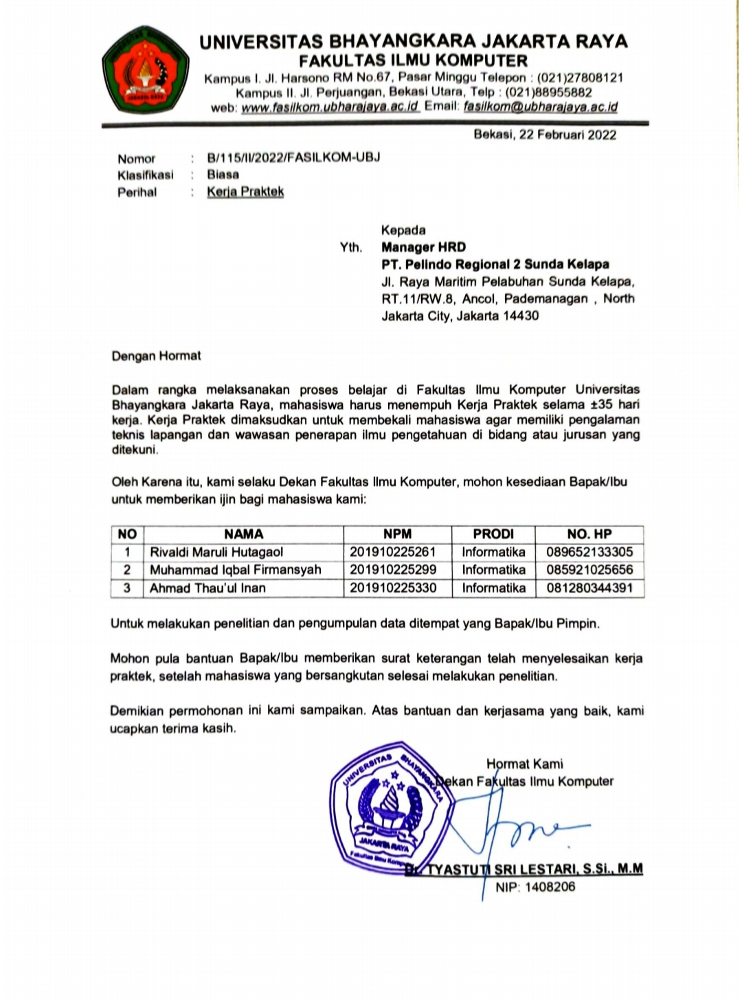 UNIVERSITAS BHAYANGKARA JAKARTA RAYA
FAKULTAS ILMU KOMPUTER
Kampus I. Jl. Harsono RM No.67, Pasar Minggu Telepon : (021)27808121
Kampus II. Jl. Perjuangan, Bekasi Utara, Telp : (021)88955882
web: www.fasilkom.ubharajaya.ac.id Email: fasilkom@ubharajaya.ac.id
JAKARTA RAYA
Bekasi, 22 Februari 2022
Nomor : B/115/II/2022/FASILKOM-UBJ
Klasifikasi : Biasa
Perihal : Kerja Praktek
Kepada
Yth. Manager HRD
PT. Pelindo Regional 2 Sunda Kelapa
Jl. Raya Maritim Pelabuhan Sunda Kelapa,
RT.11/RW.8, Ancol, Pademanagan , North
Jakarta City, Jakarta 14430
Dengan Hormat
Dalam rangka melaksanakan proses belajar di Fakultas Ilmu Komputer Universitas
Bhayangkara Jakarta Raya, mahasiswa harus menempuh Kerja Praktek selama ±35 hari
kerja. Kerja Praktek dimaksudkan untuk membekali mahasiswa agar memiliki pengalaman
teknis lapangan dan wawasan penerapan ilmu pengetahuan di bidang atau jurusan yang
ditekuni.
Oleh Karena itu, kami selaku Dekan Fakultas Ilmu Komputer, mohon kesediaan Bapak/Ibu
untuk memberikan ijin bagi mahasiswa kami:
NO NAMA NPM PRODI NO. HP
1 Rivaldi Maruli Hutagaol 201910225261 Informatika 089652133305
2 Muhammad Iqbal Firmansyah 201910225299 Informatika 085921025656
3 Ahmad Thau'ul Inan 201910225330 Informatika 081280344391
Untuk melakukan penelitian dan pengumpulan data ditempat yang Bapak/Ibu Pimpin.
Mohon pula bantuan Bapak/Ibu memberikan surat keterangan telah menyelesaikan kerja
praktek, setelah mahasiswa yang bersangkutan selesai melakukan penelitian.
Demikian permohonan ini kami sampaikan. Atas bantuan dan kerjasama yang baik, kami
ucapkan terima kasih.
Hormat Kami
Dekan Fakultas Ilmu Komputer
UNIVERSITAS BHAYANGKARA
JAKARTA RAYA
Fakultas Ilmu Komputer
Dr. TYASTUTI SRI LESTARI, S.Si., M.M
NIP: 1408206